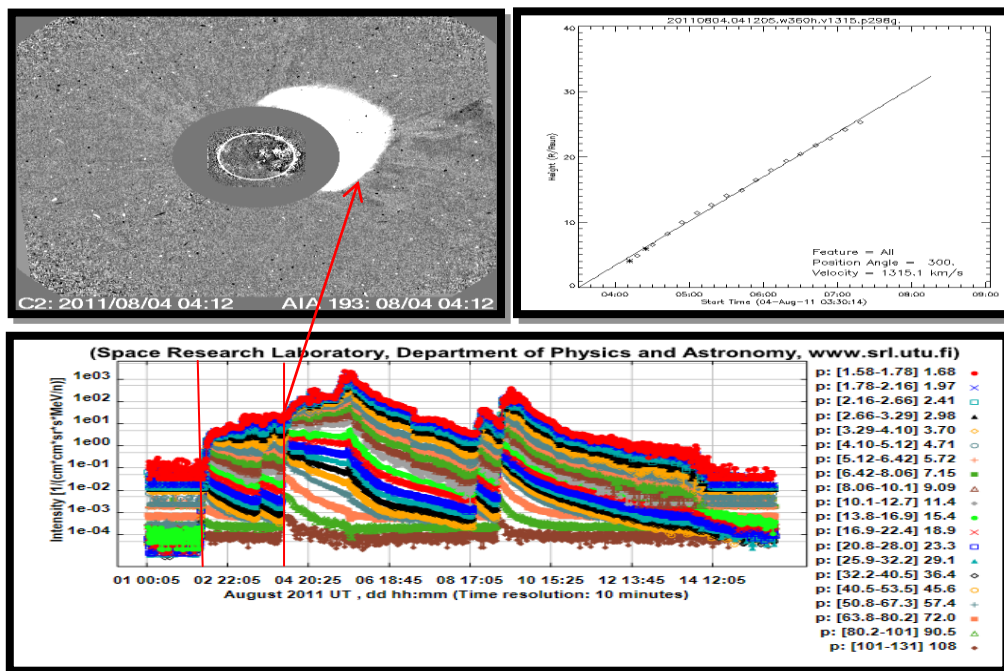 C2: 2011/08/04 04:12 AIA 193: 08/04 04:12
20110804.041205.w360h.v1315.p298g.
Height (R/Rsun)
40
30
20
10
0
Feature = All
Position Angle = 300.
Velocity = 1315.1 km/s
04:00 05:00 06:00 07:00 08:00 09:00
Start Time (04-Aug-11 03:30:14)
(Space Research Laboratory, Department of Physics and Astronomy, www.srl.utu.fi)
Intensity [1/(cm*cm*sr*s*MeV/n)]
1e+03
1e+02
1e+01
1e+00
1e-01
1e-02
1e-03
1e-04
01 00:05 02 22:05 04 20:25 06 18:45 08 17:05 10 15:25 12 13:45 14 12:05
August 2011 UT , dd hh:mm (Time resolution: 10 minutes)
p: [1.58-1.78] 1.68
p: [1.78-2.16] 1.97
p: [2.16-2.66] 2.41
p: [2.66-3.29] 2.98
p: [3.29-4.10] 3.70
p: [4.10-5.12] 4.71
p: [5.12-6.42] 5.72
p: [6.42-8.06] 7.15
p: [8.06-10.1] 9.09
p: [10.1-12.7] 11.4
p: [13.8-16.9] 15.4
p: [16.9-22.4] 18.9
p: [20.8-28.0] 23.3
p: [25.9-32.2] 29.1
p: [32.2-40.5] 36.4
p: [40.5-53.5] 45.6
p: [50.8-67.3] 57.4
p: [63.8-80.2] 72.0
p: [80.2-101] 90.5
p: [101-131] 108